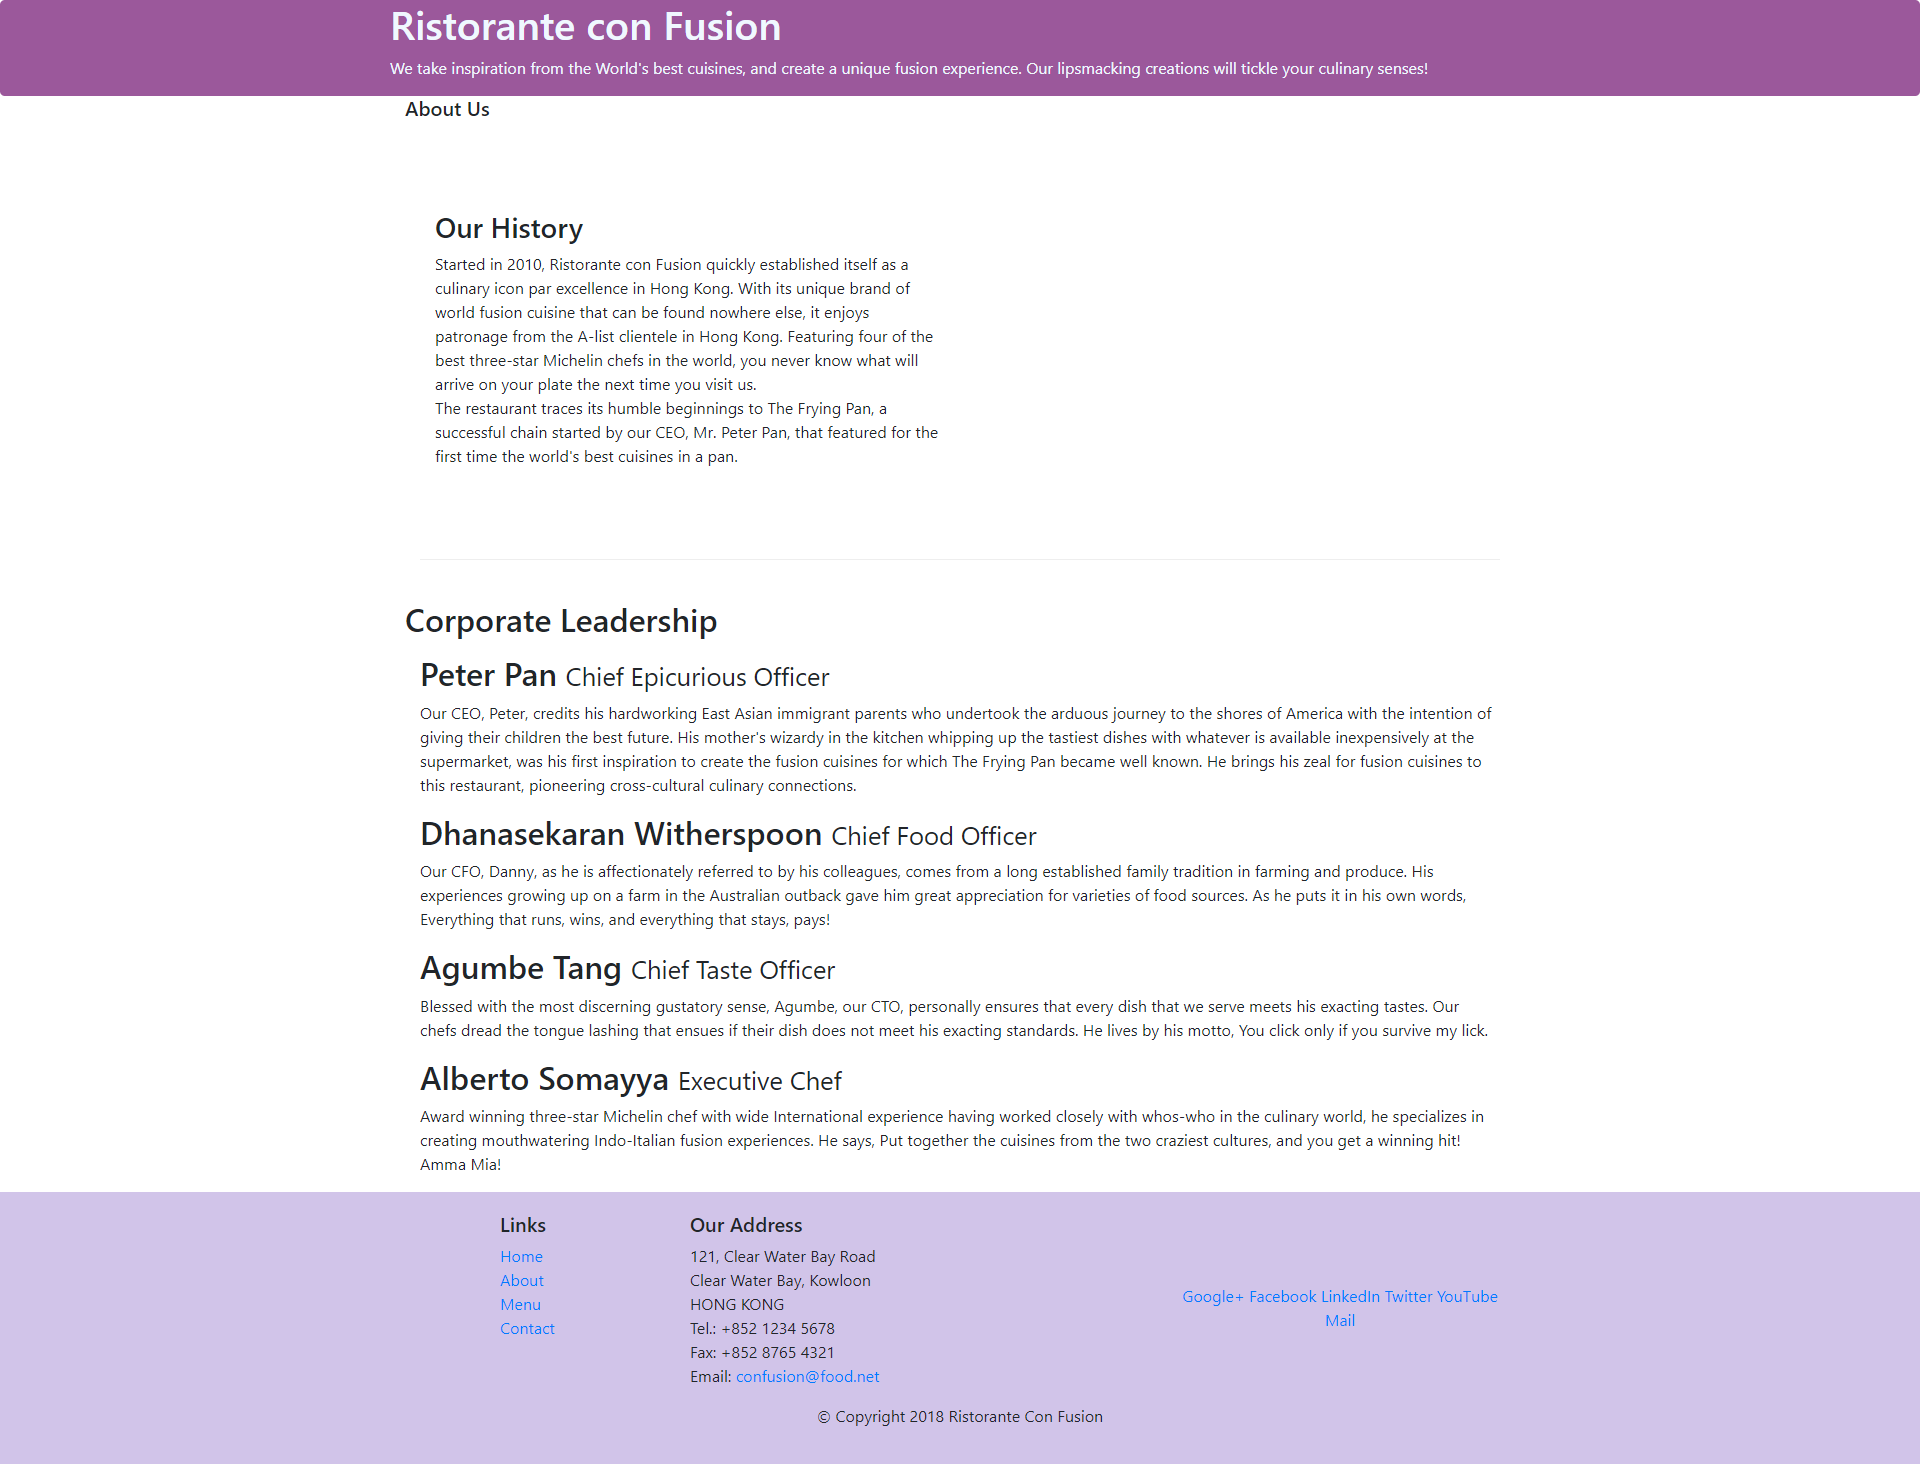 Ristorante con Fusion
We take inspiration from the World's best cuisines, and create a unique fusion experience. Our lipsmacking creations will tickle your culinary senses!
About Us
Our History
Started in 2010, Ristorante con Fusion quickly established itself as a
culinary icon par excellence in Hong Kong. With its unique brand of
world fusion cuisine that can be found nowhere else, it enjoys
patronage from the A-list clientele in Hong Kong. Featuring four of the
best three-star Michelin chefs in the world, you never know what will
arrive on your plate the next time you visit us.
The restaurant traces its humble beginnings to The Frying Pan, a
successful chain started by our CEO, Mr. Peter Pan, that featured for the
first time the world's best cuisines in a pan.
Corporate Leadership
Peter Pan Chief Epicurious Officer
Our CEO, Peter, credits his hardworking East Asian immigrant parents who undertook the arduous journey to the shores of America with the intention of
giving their children the best future. His mother's wizardy in the kitchen whipping up the tastiest dishes with whatever is available inexpensively at the
supermarket, was his first inspiration to create the fusion cuisines for which The Frying Pan became well known. He brings his zeal for fusion cuisines to
this restaurant, pioneering cross-cultural culinary connections.
Dhanasekaran Witherspoon Chief Food Officer
Our CFO, Danny, as he is affectionately referred to by his colleagues, comes from a long established family tradition in farming and produce. His
experiences growing up on a farm in the Australian outback gave him great appreciation for varieties of food sources. As he puts it in his own words,
Everything that runs, wins, and everything that stays, pays!
Agumbe Tang Chief Taste Officer
Blessed with the most discerning gustatory sense, Agumbe, our CTO, personally ensures that every dish that we serve meets his exacting tastes. Our
chefs dread the tongue lashing that ensues if their dish does not meet his exacting standards. He lives by his motto, You click only if you survive my lick.
Alberto Somayya Executive Chef
Award winning three-star Michelin chef with wide International experience having worked closely with whos-who in the culinary world, he specializes in
creating mouthwatering Indo-Italian fusion experiences. He says, Put together the cuisines from the two craziest cultures, and you get a winning hit!
Amma Mia!
Links
Home
About
Menu
Contact
Our Address
121, Clear Water Bay Road
Clear Water Bay, Kowloon
HONG KONG
Tel.: +852 1234 5678
Fax: +852 8765 4321
Email: confusion@food.net
Google+ Facebook LinkedIn Twitter YouTube
Mail
© Copyright 2018 Ristorante Con Fusion